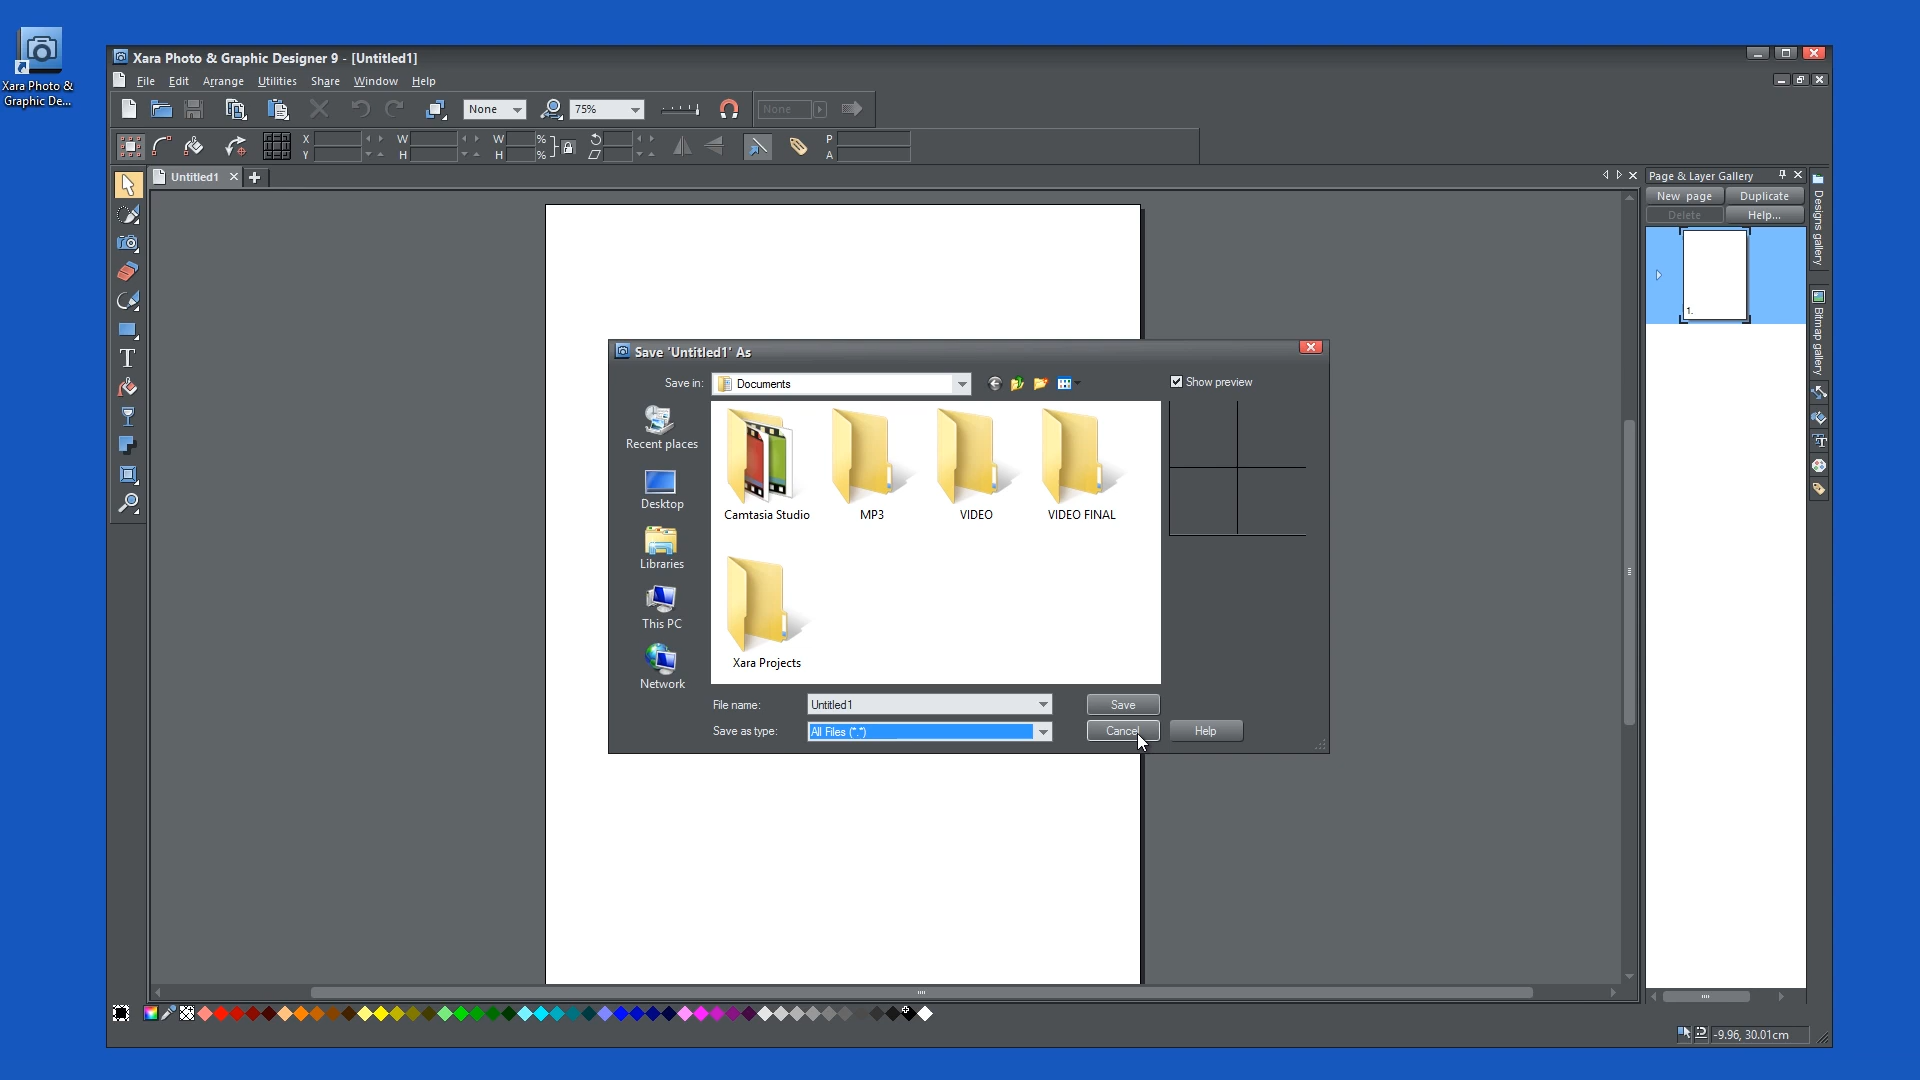 Xara Photo &
Graphic De...
Xara Photo & Graphic Designer 9 - [Untitled1]
File Edit Arrange Utilities Share Window Help
None 75% None
X W W % P
Y H H % A
Untitled1
Page & Layer Gallery
New page Duplicate
Delete Help...
1.
Designs gallery
Bitmap gallery
Save 'Untitled1' As
Save in: Documents
Show preview
Recent places
Desktop
Libraries
This PC
Network
Camtasia Studio MP3 VIDEO VIDEO FINAL
Xara Projects
File name: Untitled1 Save
Save as type: All Files (*.*) Cancel Help
-9.96, 30.01cm